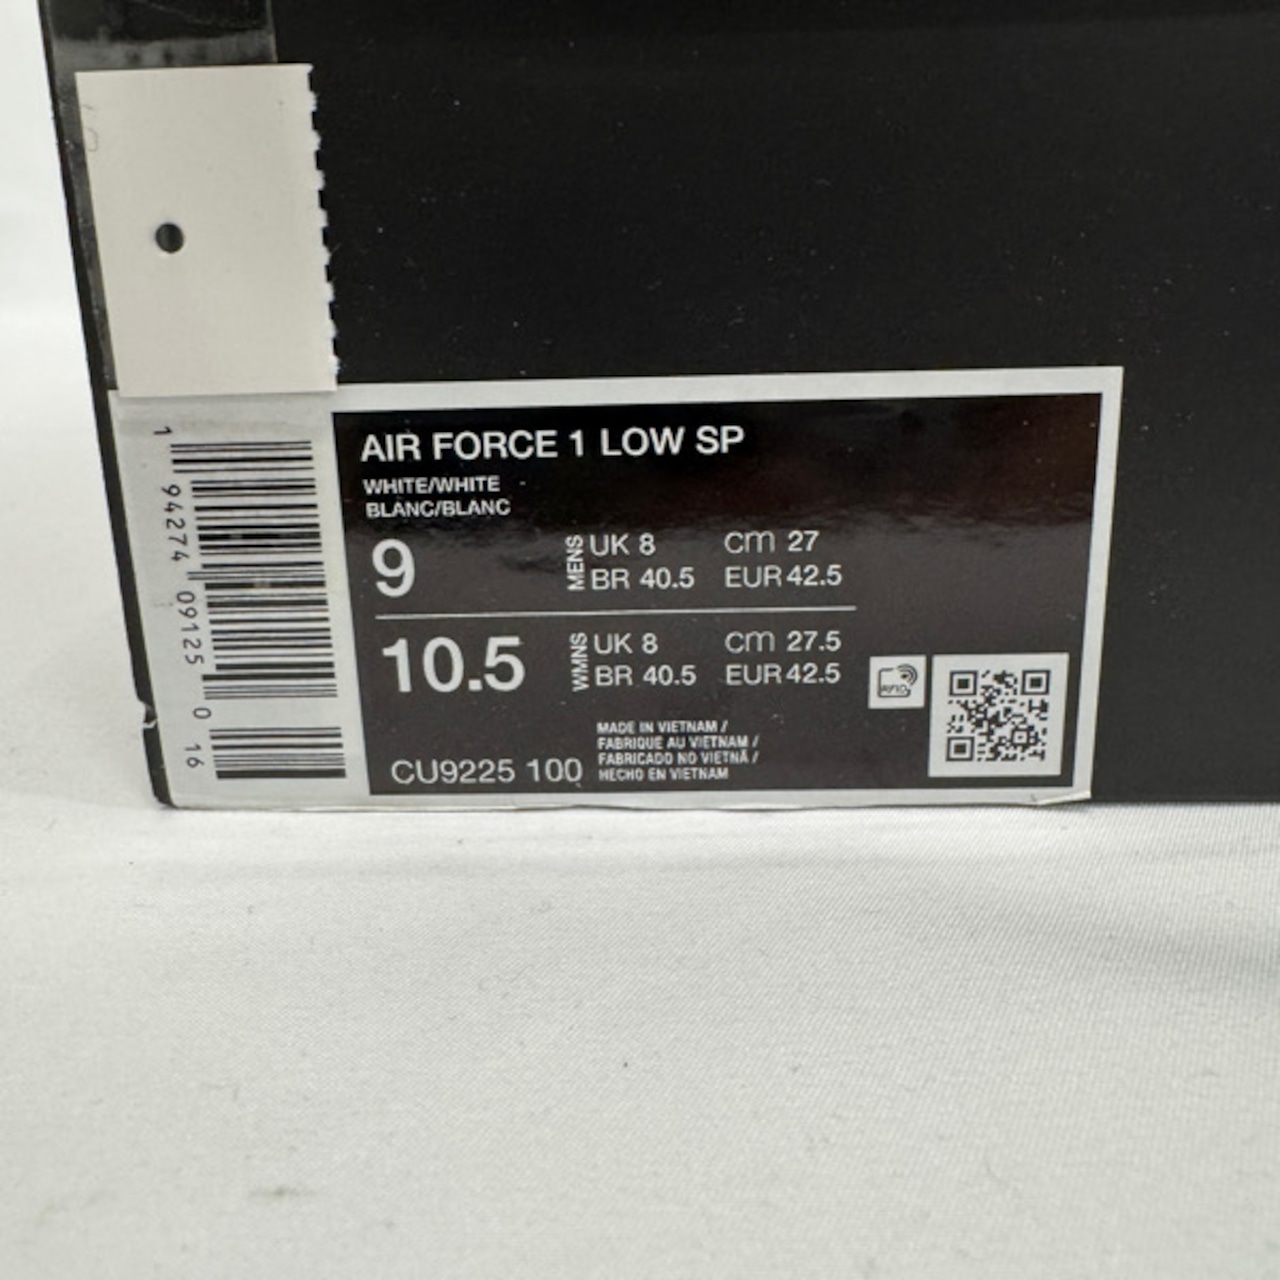 AIR FORCE 1 LOW SP
WHITE/WHITE
BLANC/BLANC
9 MENS UK 8 cm 27
BR 40.5 EUR 42.5
10.5 WMNS UK 8 cm 27.5
BR 40.5 EUR 42.5
RFID
CU9225 100
MADE IN VIETNAM /
FABRIQUÉ AU VIETNAM /
FABRICADO NO VIETNÃ /
HECHO EN VIETNAM
1 94274 09125 0 16